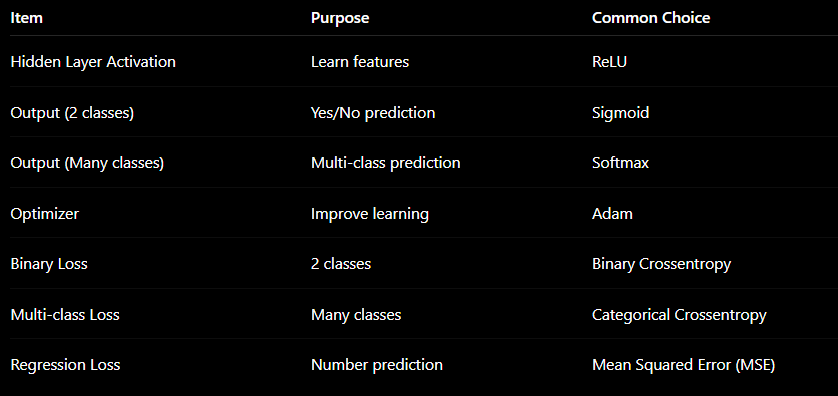 Item Purpose Common Choice
Hidden Layer Activation Learn features ReLU
Output (2 classes) Yes/No prediction Sigmoid
Output (Many classes) Multi-class prediction Softmax
Optimizer Improve learning Adam
Binary Loss 2 classes Binary Crossentropy
Multi-class Loss Many classes Categorical Crossentropy
Regression Loss Number prediction Mean Squared Error (MSE)